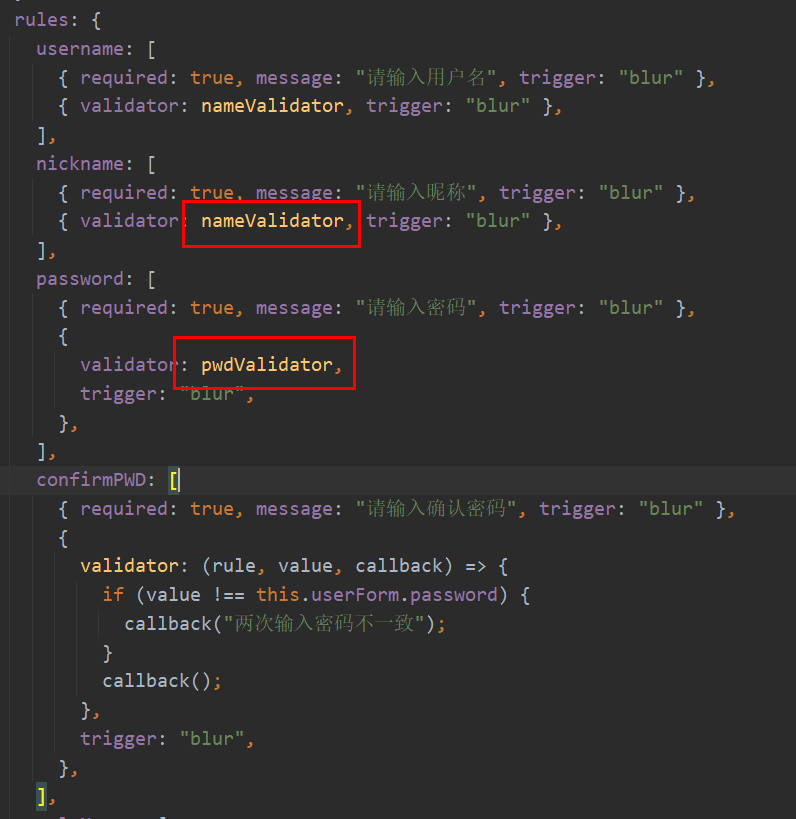 rules: {
username: [
{ required: true, message: "请输入用户名", trigger: "blur" },
{ validator: nameValidator, trigger: "blur" },
],
nickname: [
{ required: true, message: "请输入昵称", trigger: "blur" },
{ validator: nameValidator, trigger: "blur" },
],
password: [
{ required: true, message: "请输入密码", trigger: "blur" },
{
validator: pwdValidator,
trigger: "blur",
},
],
confirmPWD: [
{ required: true, message: "请输入确认密码", trigger: "blur" },
{
validator: (rule, value, callback) => {
if (value !== this.userForm.password) {
callback("两次输入密码不一致");
}
callback();
},
trigger: "blur",
},
],